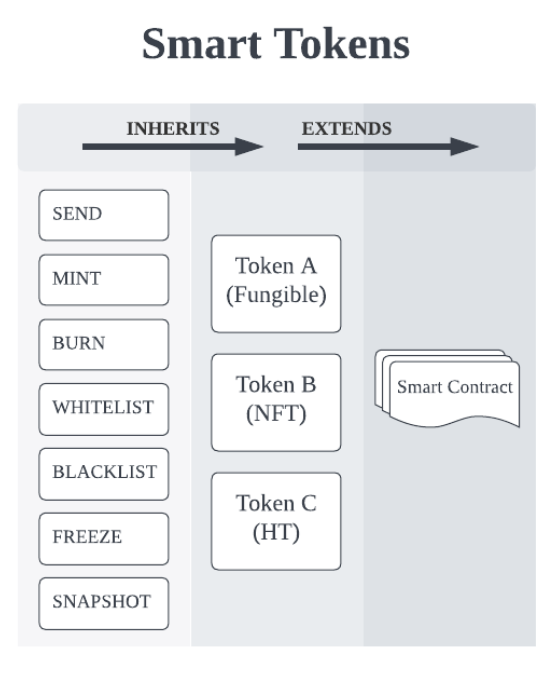 Smart Tokens
INHERITS
EXTENDS
SEND
MINT
BURN
WHITELIST
BLACKLIST
FREEZE
SNAPSHOT
Token A
(Fungible)
Token B
(NFT)
Token C
(HT)
Smart Contract